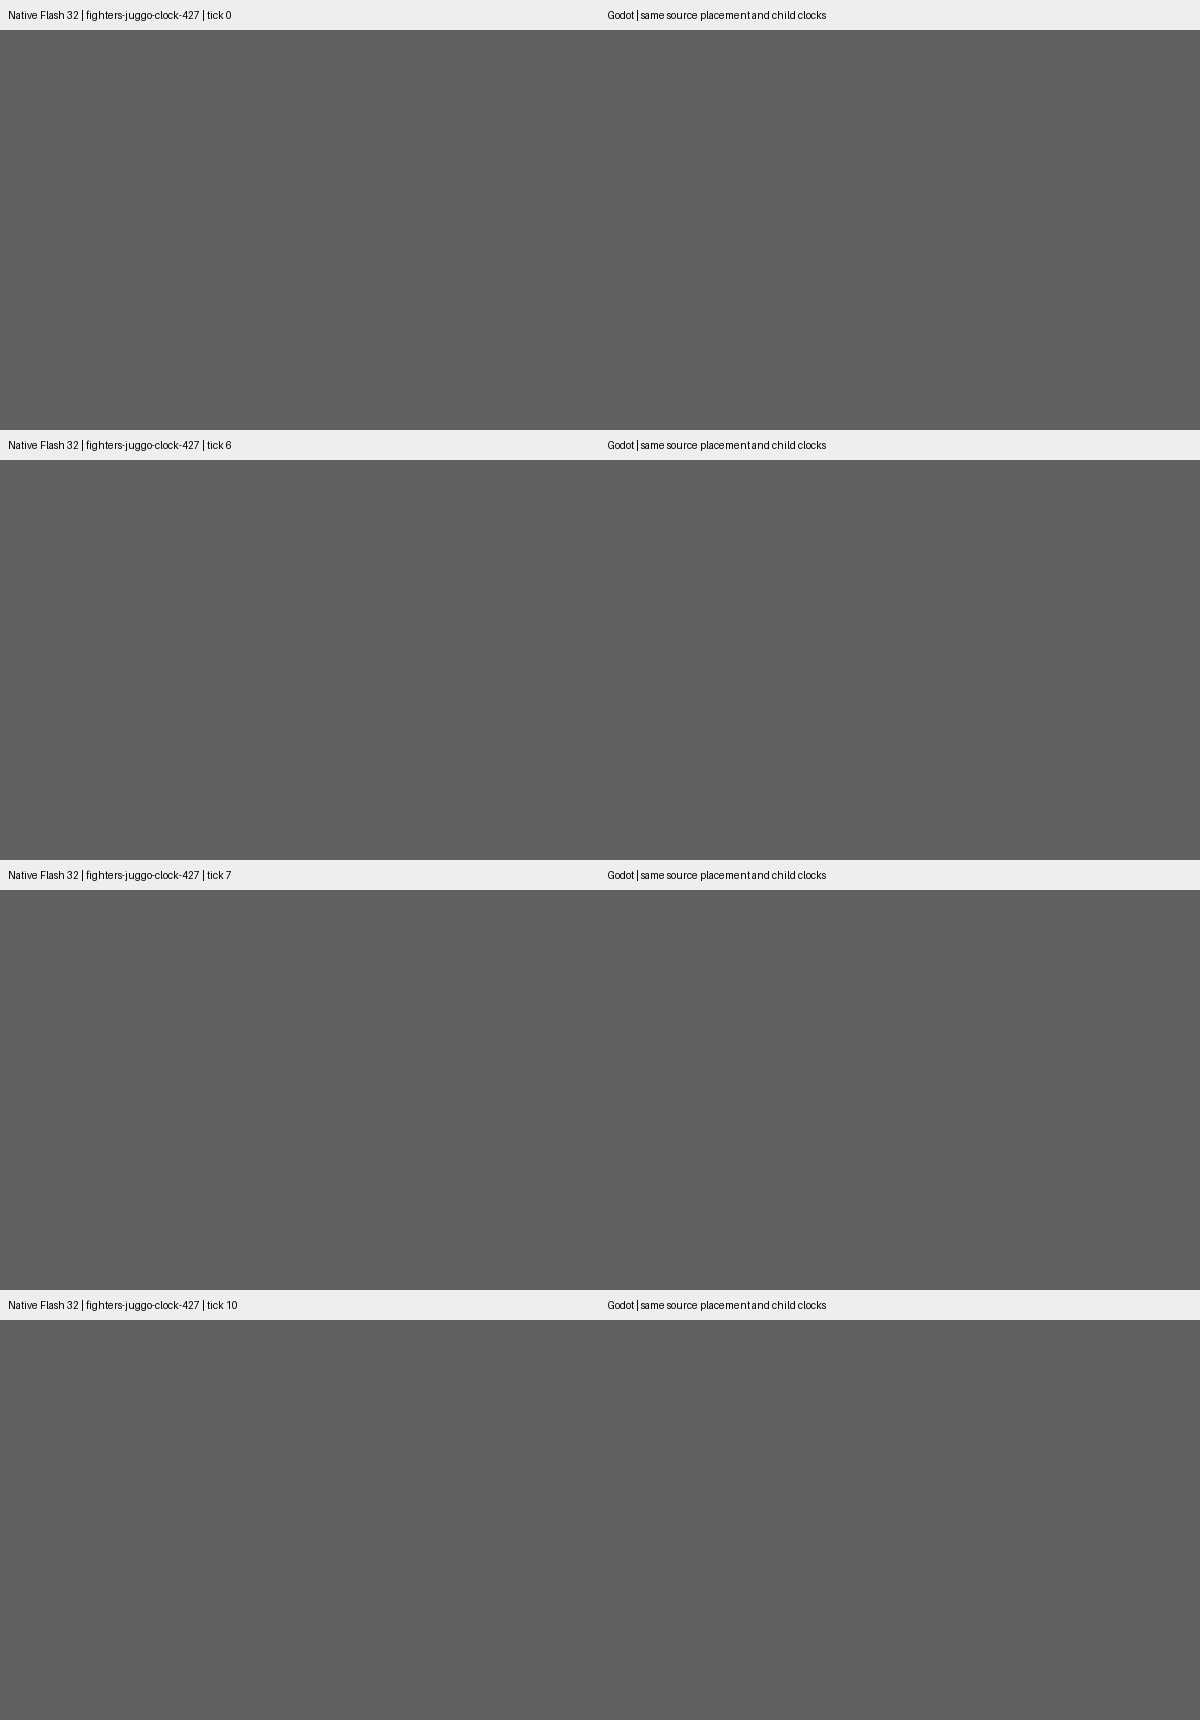 Native Flash 32 | fighters-juggo-clock-427 | tick 0
Godot | same source placement and child clocks
Native Flash 32 | fighters-juggo-clock-427 | tick 6
Godot | same source placement and child clocks
Native Flash 32 | fighters-juggo-clock-427 | tick 7
Godot | same source placement and child clocks
Native Flash 32 | fighters-juggo-clock-427 | tick 10
Godot | same source placement and child clocks